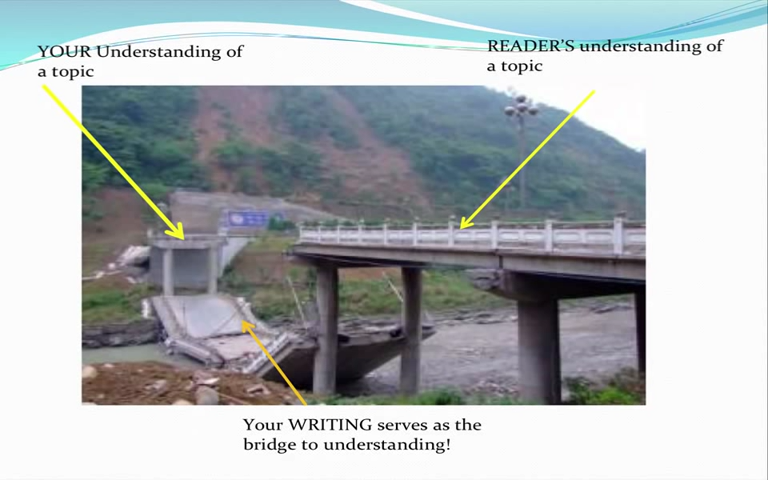 YOUR Understanding of
a topic
READER'S understanding of
a topic
Your WRITING serves as the
bridge to understanding!